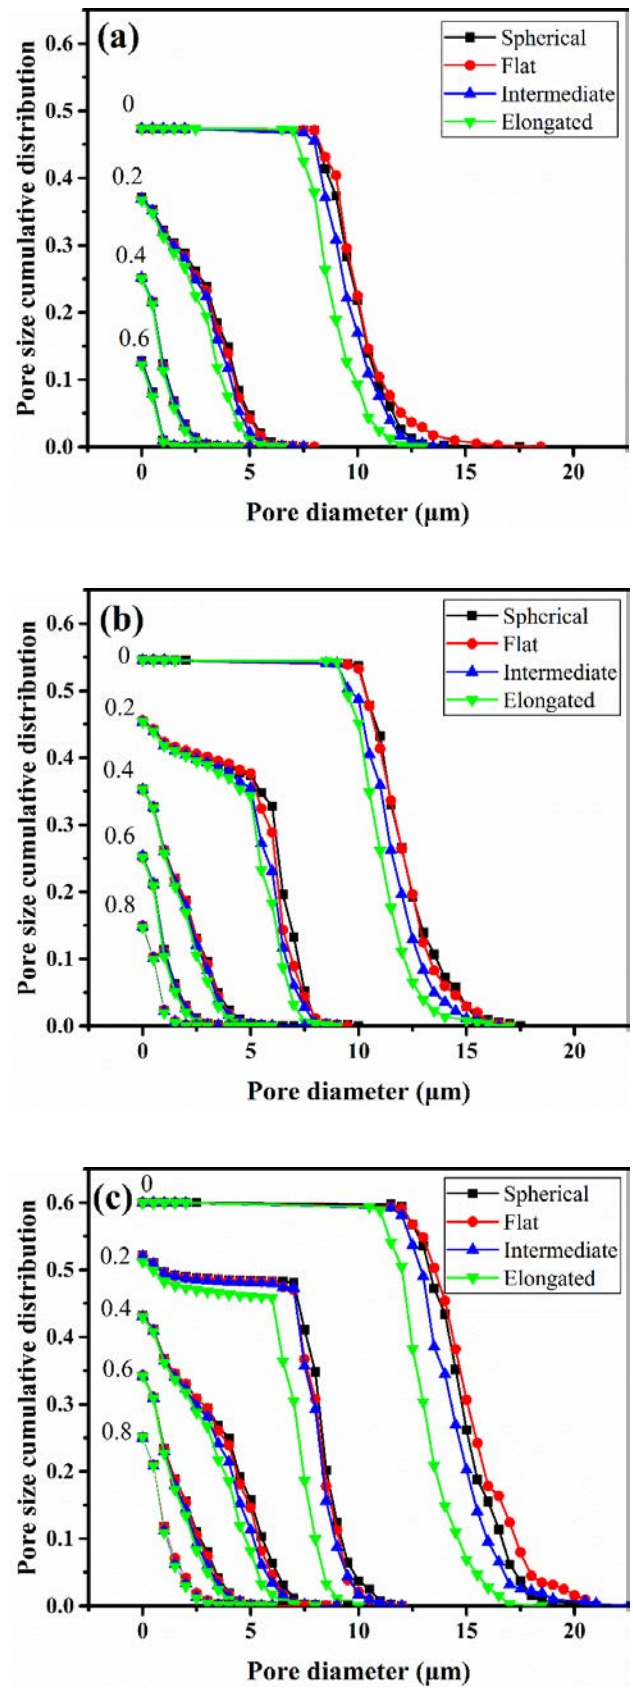 (a)
Spherical
Flat
Intermediate
Elongated
0
0.2
0.4
0.6
Pore size cumulative distribution
0.6
0.5
0.4
0.3
0.2
0.1
0.0
0 5 10 15 20
Pore diameter (μm)
(b)
Spherical
Flat
Intermediate
Elongated
0
0.2
0.4
0.6
0.8
Pore size cumulative distribution
0.6
0.5
0.4
0.3
0.2
0.1
0.0
0 5 10 15 20
Pore diameter (μm)
(c)
Spherical
Flat
Intermediate
Elongated
0
0.2
0.4
0.6
0.8
Pore size cumulative distribution
0.6
0.5
0.4
0.3
0.2
0.1
0.0
0 5 10 15 20
Pore diameter (μm)